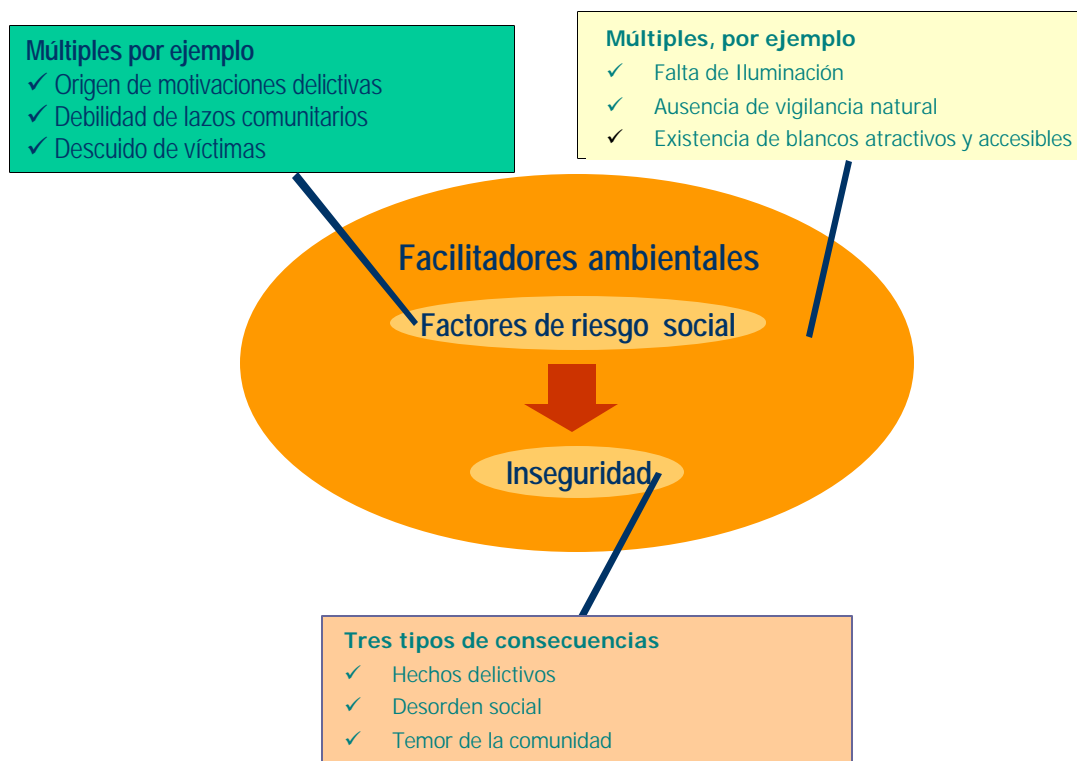 Múltiples por ejemplo
✓ Origen de motivaciones delictivas
✓ Debilidad de lazos comunitarios
✓ Descuido de víctimas
Múltiples, por ejemplo
✓ Falta de Iluminación
✓ Ausencia de vigilancia natural
✓ Existencia de blancos atractivos y accesibles
Facilitadores ambientales
Factores de riesgo social
Inseguridad
Tres tipos de consecuencias
✓ Hechos delictivos
✓ Desorden social
✓ Temor de la comunidad